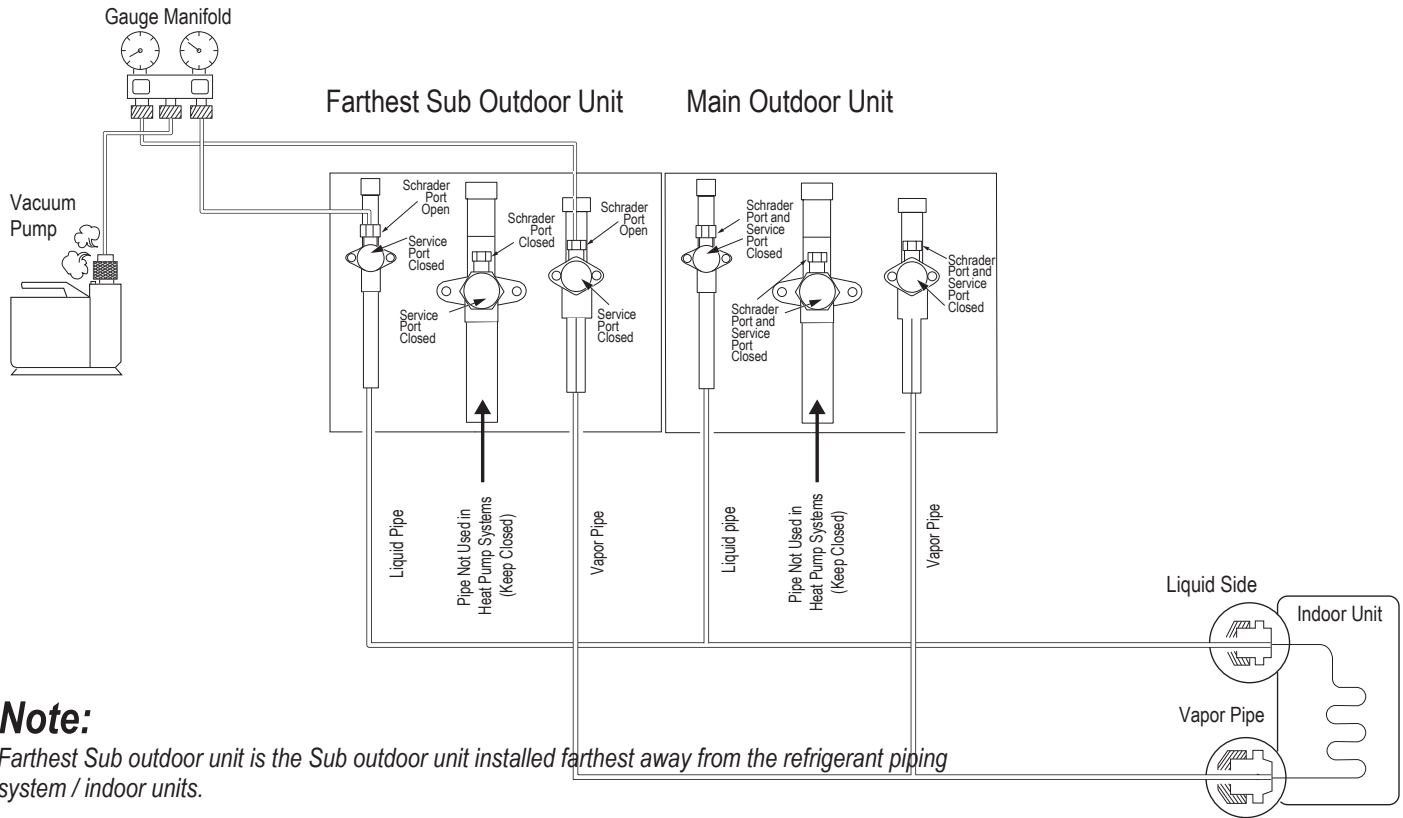 Gauge Manifold
Farthest Sub Outdoor Unit
Main Outdoor Unit
Vacuum
Pump
Schrader
Port
Open
Service
Port
Closed
Schrader
Port
Closed
Service
Port
Closed
Schrader
Port
Open
Service
Port
Closed
Schrader
Port and
Service
Port
Closed
Schrader
Port and
Service
Port
Closed
Schrader
Port and
Service
Port
Closed
Liquid Pipe
Pipe Not Used in
Heat Pump Systems
(Keep Closed)
Vapor Pipe
Liquid pipe
Pipe Not Used in
Heat Pump Systems
(Keep Closed)
Vapor Pipe
Liquid Side
Indoor Unit
Vapor Pipe
Note:
Farthest Sub outdoor unit is the Sub outdoor unit installed farthest away from the refrigerant piping
system / indoor units.